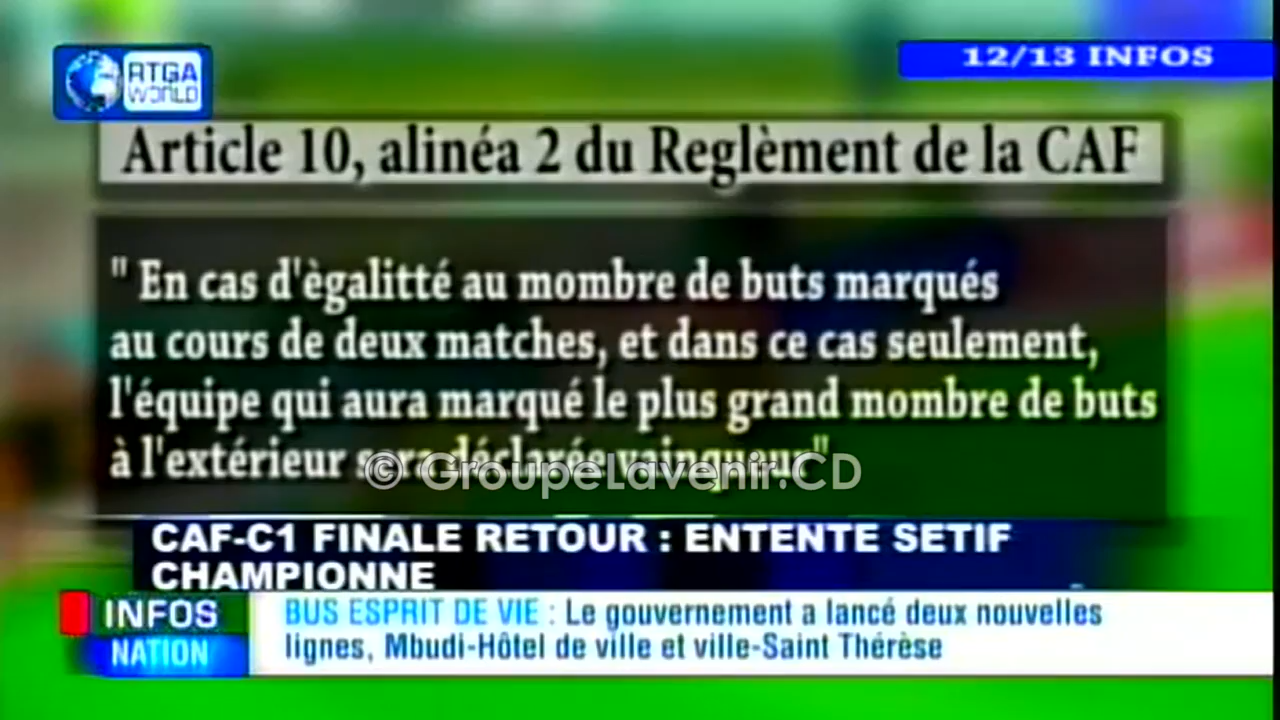 RTGA
WORLD
12/13 INFOS
Article 10, alinéa 2 du Reglèment de la CAF
" En cas d'ègalitté au mombre de buts marqués
au cours de deux matches, et dans ce cas seulement,
l'équipe qui aura marqué le plus grand mombre de buts
à l'extérieur sera déclarée vainqueur"
© GroupeLavenir.CD
CAF-C1 FINALE RETOUR : ENTENTE SETIF
CHAMPIONNE
INFOS
NATION
BUS ESPRIT DE VIE : Le gouvernement a lancé deux nouvelles
lignes, Mbudi-Hôtel de ville et ville-Saint Thérèse